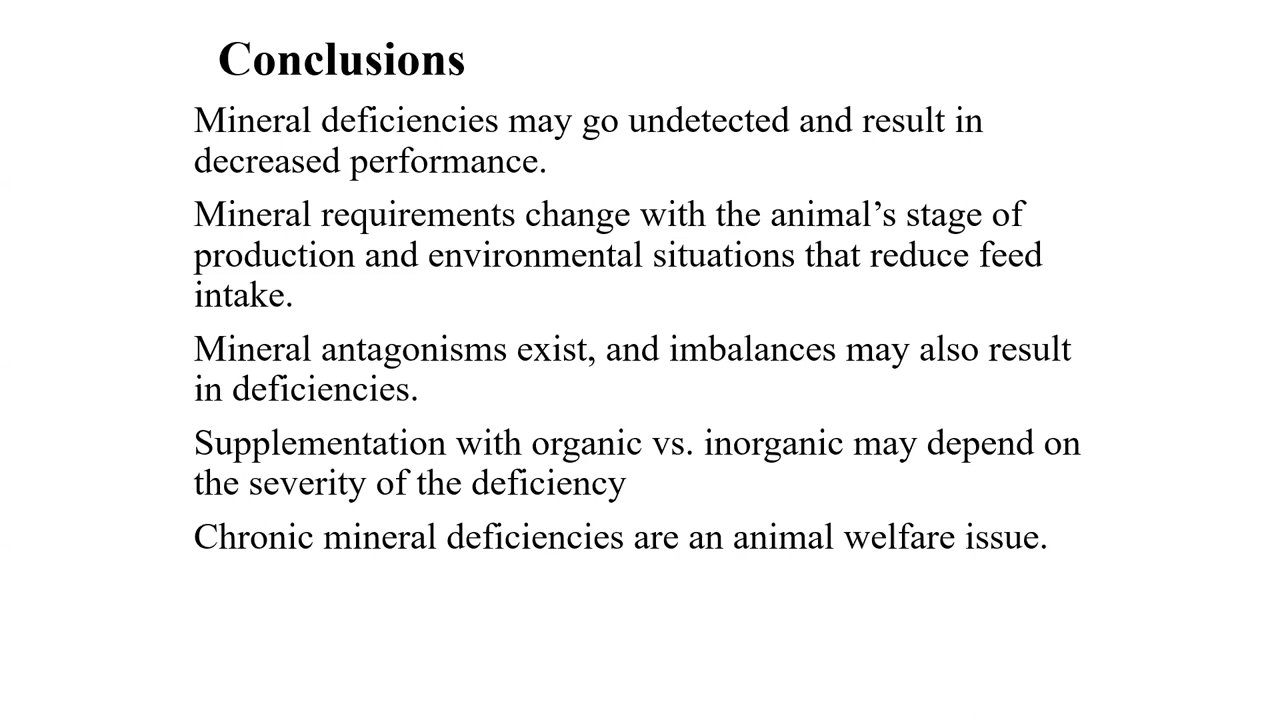 Conclusions
Mineral deficiencies may go undetected and result in
decreased performance.
Mineral requirements change with the animal’s stage of
production and environmental situations that reduce feed
intake.
Mineral antagonisms exist, and imbalances may also result
in deficiencies.
Supplementation with organic vs. inorganic may depend on
the severity of the deficiency
Chronic mineral deficiencies are an animal welfare issue.